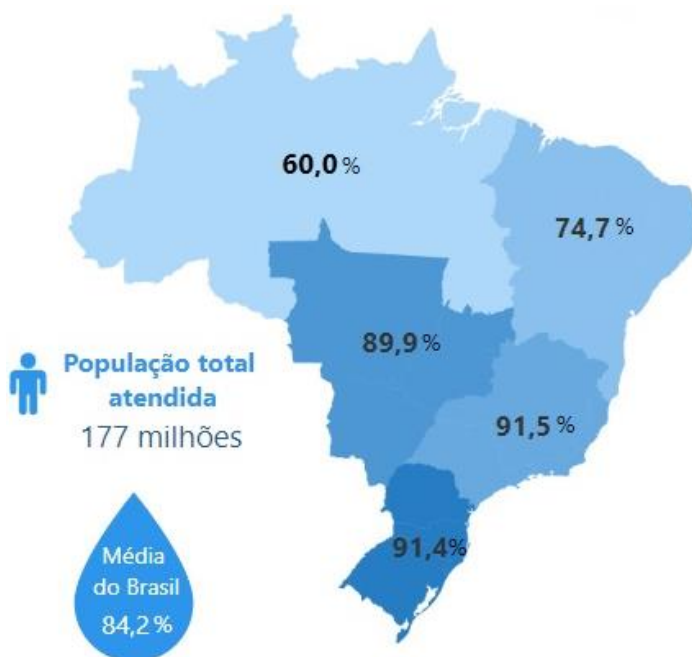 60,0 %
74,7 %
89,9 %
91,5 %
91,4%
População total
atendida
177 milhões
Média
do Brasil
84,2 %